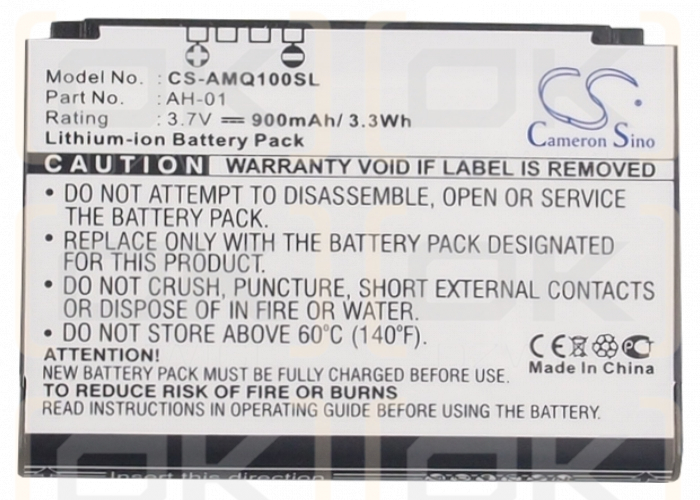 Model No. : CS-AMQ100SL
Part No. : AH-01
Rating : 3.7V 900mAh/ 3.3Wh
Lithium-ion Battery Pack
Cameron Sino
CAUTION WARRANTY VOID IF LABEL IS REMOVED
• DO NOT ATTEMPT TO DISASSEMBLE, OPEN OR SERVICE
THE BATTERY PACK.
• REPLACE ONLY WITH THE BATTERY PACK DESIGNATED
FOR THIS PRODUCT.
• DO NOT CRUSH, PUNCTURE, SHORT EXTERNAL CONTACTS
OR DISPOSE OF IN FIRE OR WATER.
• DO NOT STORE ABOVE 60°C (140°F).
CE PCT
Made In China
ATTENTION!
NEW BATTERY PACK MUST BE FULLY CHARGED BEFORE USE.
TO REDUCE RISK OF FIRE OR BURNS
READ INSTRUCTIONS IN OPERATING GUIDE BEFORE USING THE BATTERY.